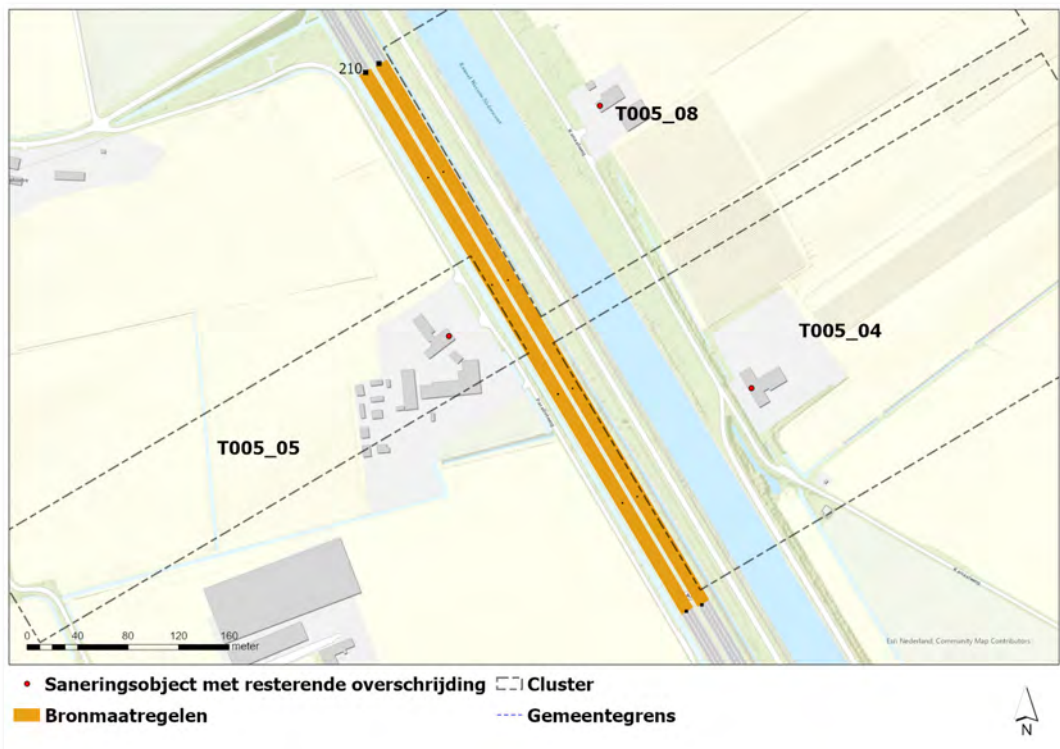 210
T005_08
T005_04
T005_05
Kanaalweg
0 40 80 120 160
meter
Esri Nederland, Community Map Contributors
Saneringsobject met resterende overschrijding
Cluster
Bronmaatregelen
Gemeentegrens
N